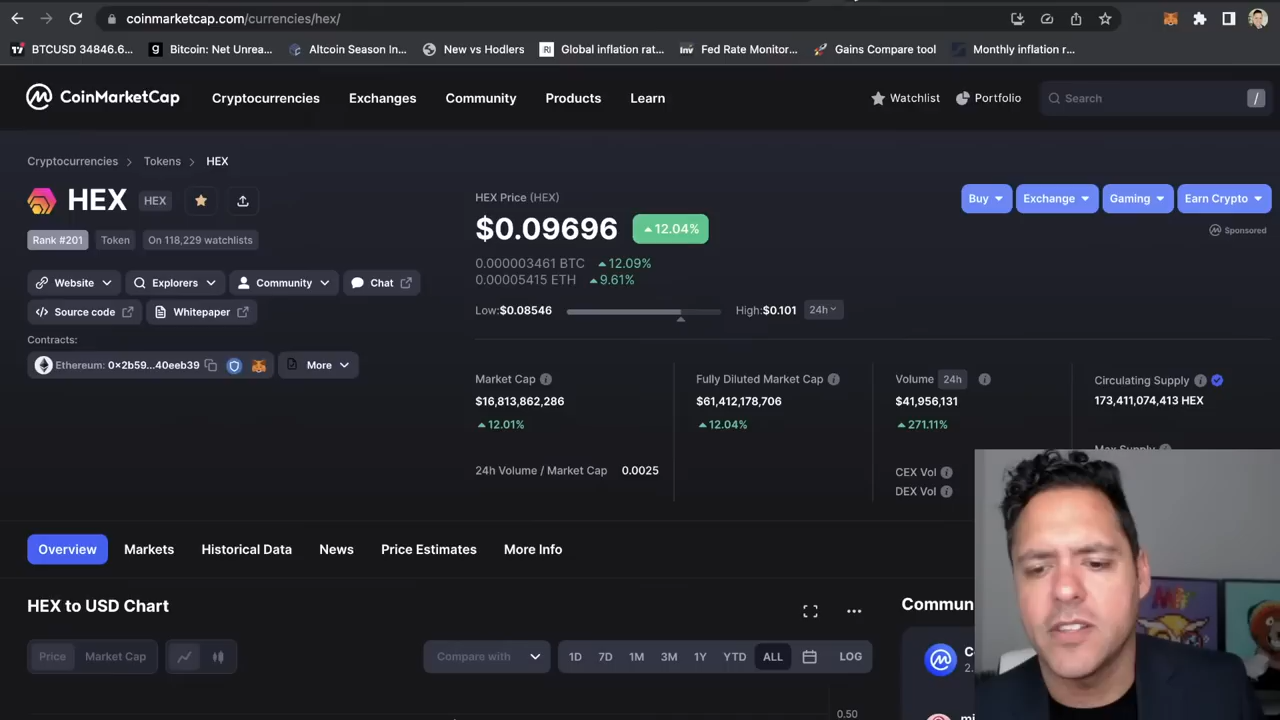 coinmarketcap.com/currencies/hex/
BTCUSD 34846.6...
Bitcoin: Net Unrea...
Altcoin Season In...
New vs Hodlers
Global inflation rat...
Fed Rate Monitor...
Gains Compare tool
Monthly inflation r...
CoinMarketCap
Cryptocurrencies
Exchanges
Community
Products
Learn
Watchlist
Portfolio
Search
/
Cryptocurrencies > Tokens > HEX
HEX HEX
Rank #201
Token
On 118,229 watchlists
Website
Explorers
Community
Chat
Source code
Whitepaper
Contracts:
Ethereum: 0x2b59...40eeb39
More
HEX Price (HEX)
$0.09696 12.04%
0.000003461 BTC 12.09%
0.00005415 ETH 9.61%
Low:$0.08546
High:$0.101
24h
Buy
Exchange
Gaming
Earn Crypto
Sponsored
Market Cap
$16,813,862,286
12.01%
24h Volume / Market Cap 0.0025
Fully Diluted Market Cap
$61,412,178,706
12.04%
Volume 24h
$41,956,131
271.11%
CEX Vol
DEX Vol
Circulating Supply
173,411,074,413 HEX
Max Supply
Overview
Markets
Historical Data
News
Price Estimates
More Info
HEX to USD Chart
Price
Market Cap
Compare with
1D
7D
1M
3M
1Y
YTD
ALL
LOG
0.50
Commun
C
2.
mi